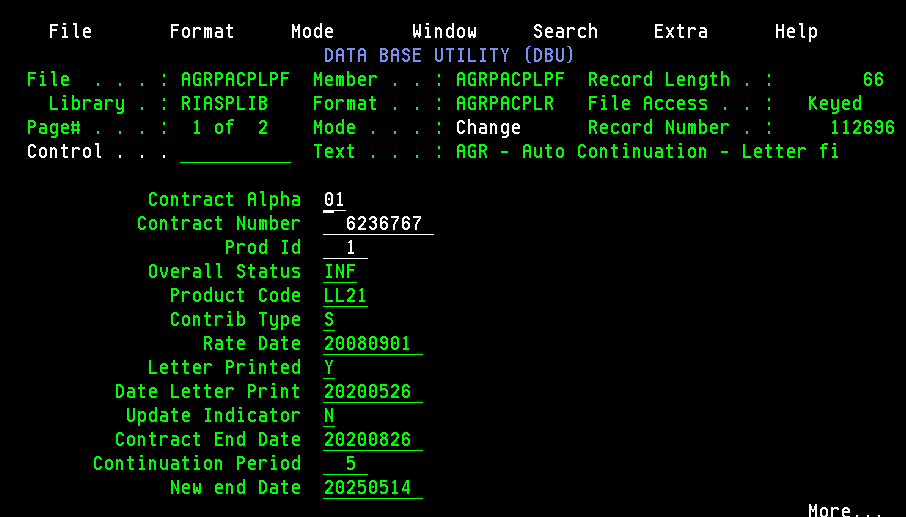 File Format Mode Window Search Extra Help
DATA BASE UTILITY (DBU)
File . . . : AGRPACPLPF Member . . : AGRPACPLPF Record Length . : 66
Library . : RIASPLIB Format . . : AGRPACPLR File Access . . : Keyed
Page# . . . : 1 of 2 Mode . . . : Change Record Number . : 112696
Control . . . Text . . . : AGR - Auto Continuation - Letter fi
Contract Alpha 01
Contract Number 6236767
Prod Id 1
Overall Status INF
Product Code LL21
Contrib Type S
Rate Date 20080901
Letter Printed Y
Date Letter Print 20200526
Update Indicator N
Contract End Date 20200826
Continuation Period 5
New end Date 20250514
More...